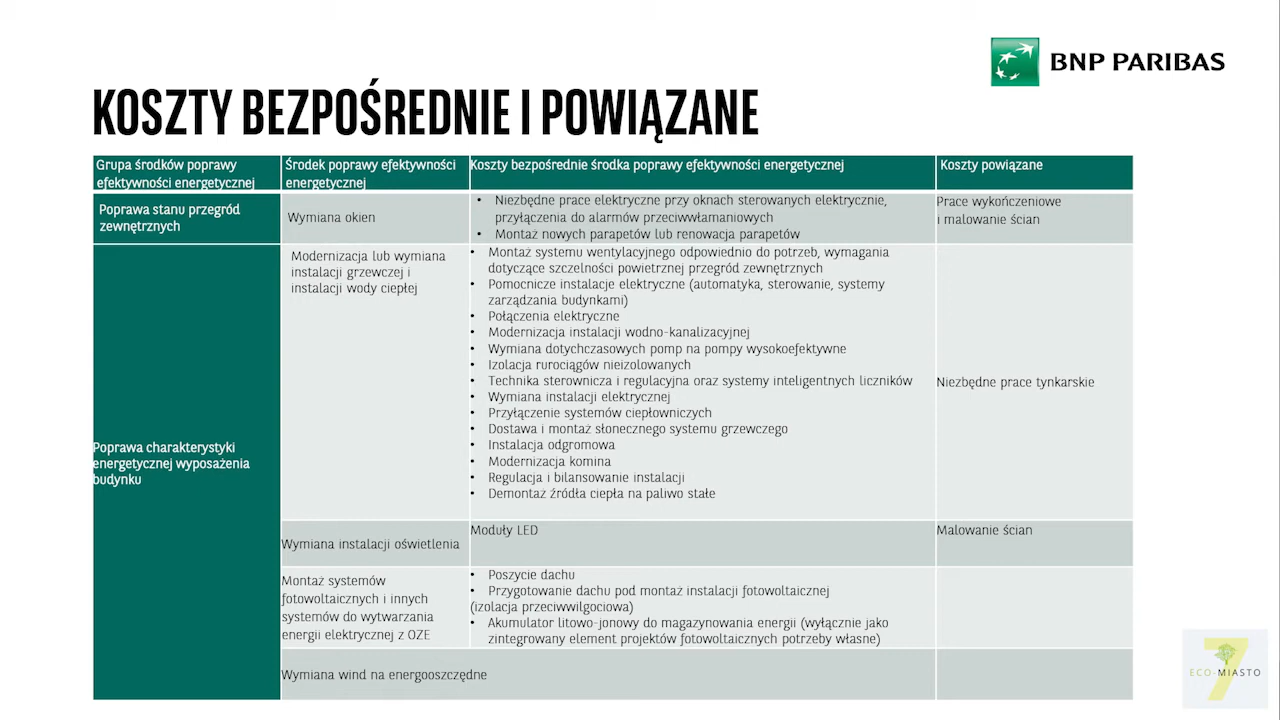 BNP PARIBAS
KOSZTY BEZPOŚREDNIE I POWIĄZANE
Grupa środków poprawy
efektywności energetycznej
Środek poprawy efektywności
energetycznej
Koszty bezpośrednie środka poprawy efektywności energetycznej
Koszty powiązane
Poprawa stanu przegród
zewnętrznych
Wymiana okien
• Niezbędne prace elektryczne przy oknach sterowanych elektrycznie,
przyłączenia do alarmów przeciwwłamaniowych
• Montaż nowych parapetów lub renowacja parapetów
Prace wykończeniowe
i malowanie ścian
Poprawa charakterystyki
energetycznej wyposażenia
budynku
Modernizacja lub wymiana
instalacji grzewczej i
instalacji wody ciepłej
• Montaż systemu wentylacyjnego odpowiednio do potrzeb, wymagania
dotyczące szczelności powietrznej przegród zewnętrznych
• Pomocnicze instalacje elektryczne (automatyka, sterowanie, systemy
zarządzania budynkami)
• Połączenia elektryczne
• Modernizacja instalacji wodno-kanalizacyjnej
• Wymiana dotychczasowych pomp na pompy wysokoefektywne
• Izolacja rurociągów nieizolowanych
• Technika sterownicza i regulacyjna oraz systemy inteligentnych liczników
• Wymiana instalacji elektrycznej
• Przyłączenie systemów ciepłowniczych
• Dostawa i montaż słonecznego systemu grzewczego
• Instalacja odgromowa
• Modernizacja komina
• Regulacja i bilansowanie instalacji
• Demontaż źródła ciepła na paliwo stałe
Niezbędne prace tynkarskie
Wymiana instalacji oświetlenia
Moduły LED
Malowanie ścian
Montaż systemów
fotowoltaicznych i innych
systemów do wytwarzania
energii elektrycznej z OZE
• Poszycie dachu
• Przygotowanie dachu pod montaż instalacji fotowoltaicznej
(izolacja przeciwwilgociowa)
• Akumulator litowo-jonowy do magazynowania energii (wyłącznie jako
zintegrowany element projektów fotowoltaicznych potrzeby własne)
Wymiana wind na energooszczędne
7
ECO-MIASTO